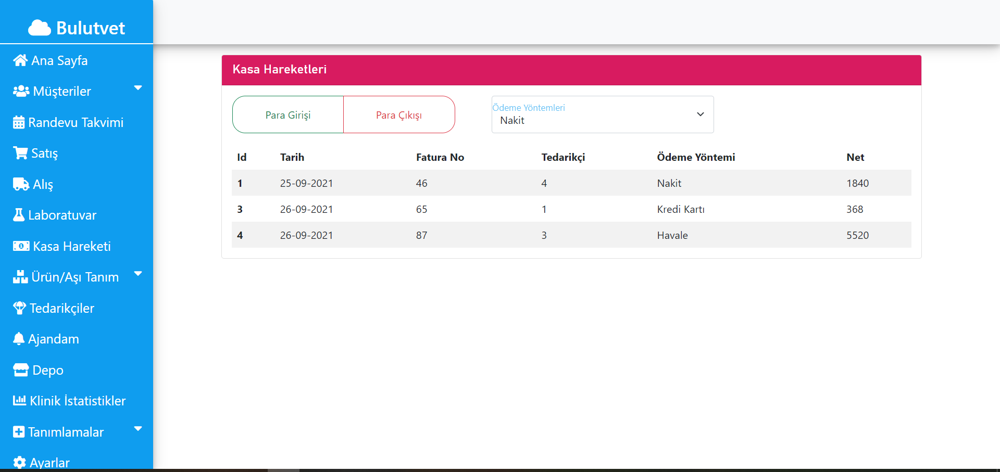 Bulutvet
Ana Sayfa
Müşteriler
Randevu Takvimi
Satış
Alış
Laboratuvar
Kasa Hareketi
Ürün/Aşı Tanım
Tedarikçiler
Ajandam
Depo
Klinik İstatistikler
Tanımlamalar
Ayarlar
Kasa Hareketleri
Para Girişi Para Çıkışı
Ödeme Yöntemleri
Nakit
Id Tarih Fatura No Tedarikçi Ödeme Yöntemi Net
1 25-09-2021 46 4 Nakit 1840
3 26-09-2021 65 1 Kredi Kartı 368
4 26-09-2021 87 3 Havale 5520